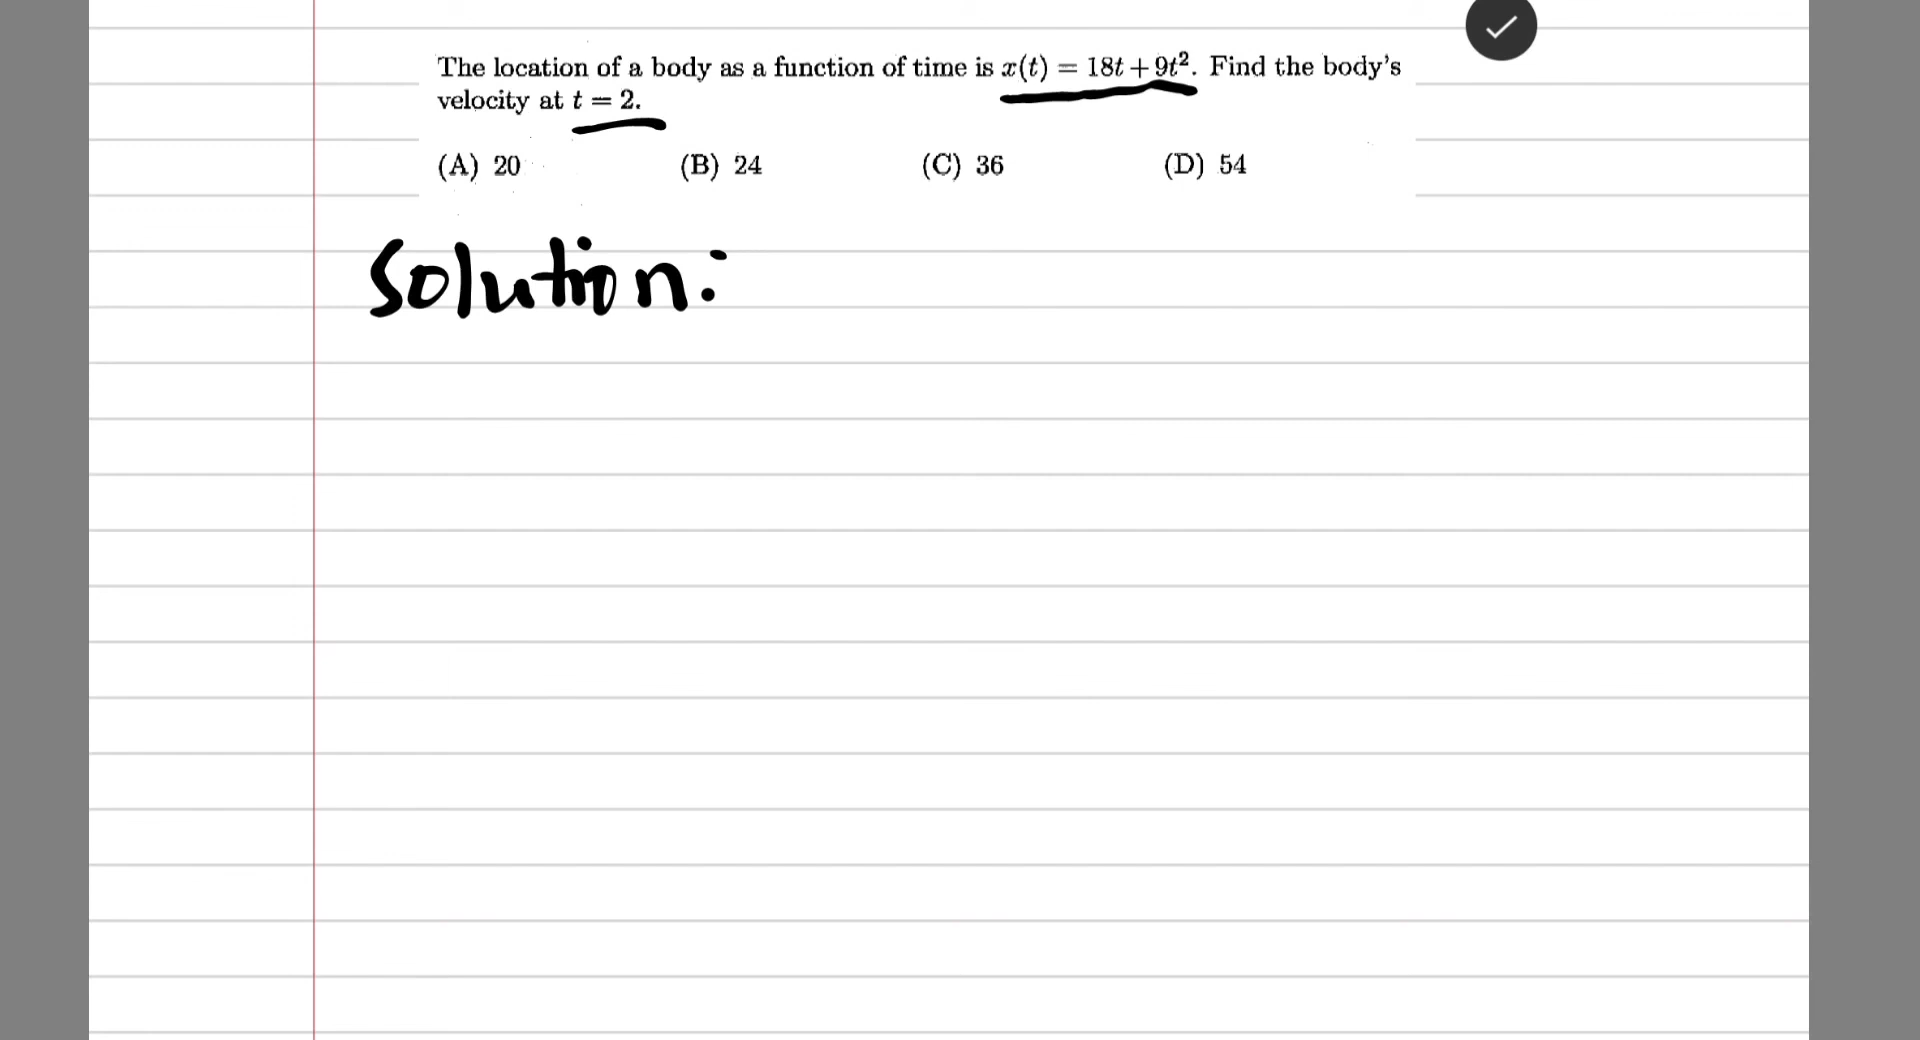 The location of a body as a function of time is x(t) = 18t + 9t². Find the body's
velocity at t = 2.
(A) 20 (B) 24 (C) 36 (D) 54
Solution: